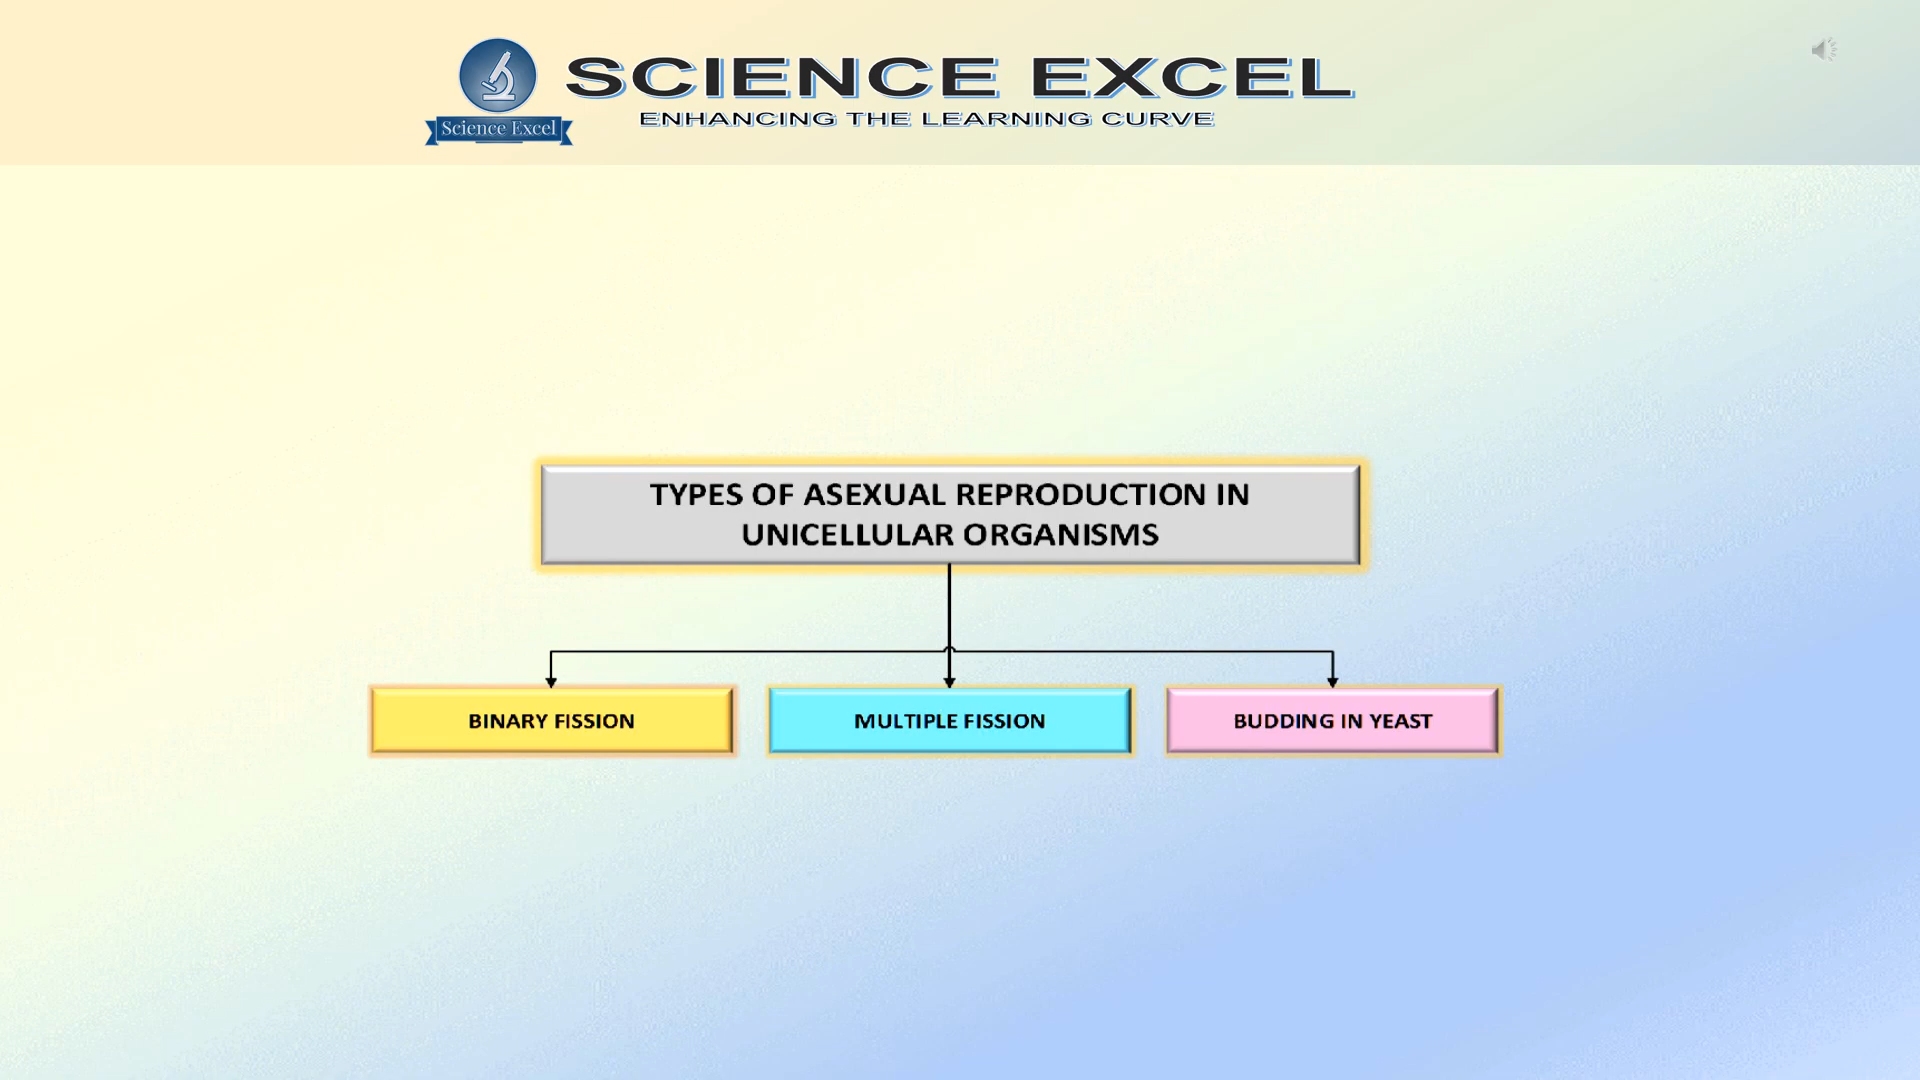 SCIENCE EXCEL
ENHANCING THE LEARNING CURVE
Science Excel
TYPES OF ASEXUAL REPRODUCTION IN
UNICELLULAR ORGANISMS
BINARY FISSION
MULTIPLE FISSION
BUDDING IN YEAST